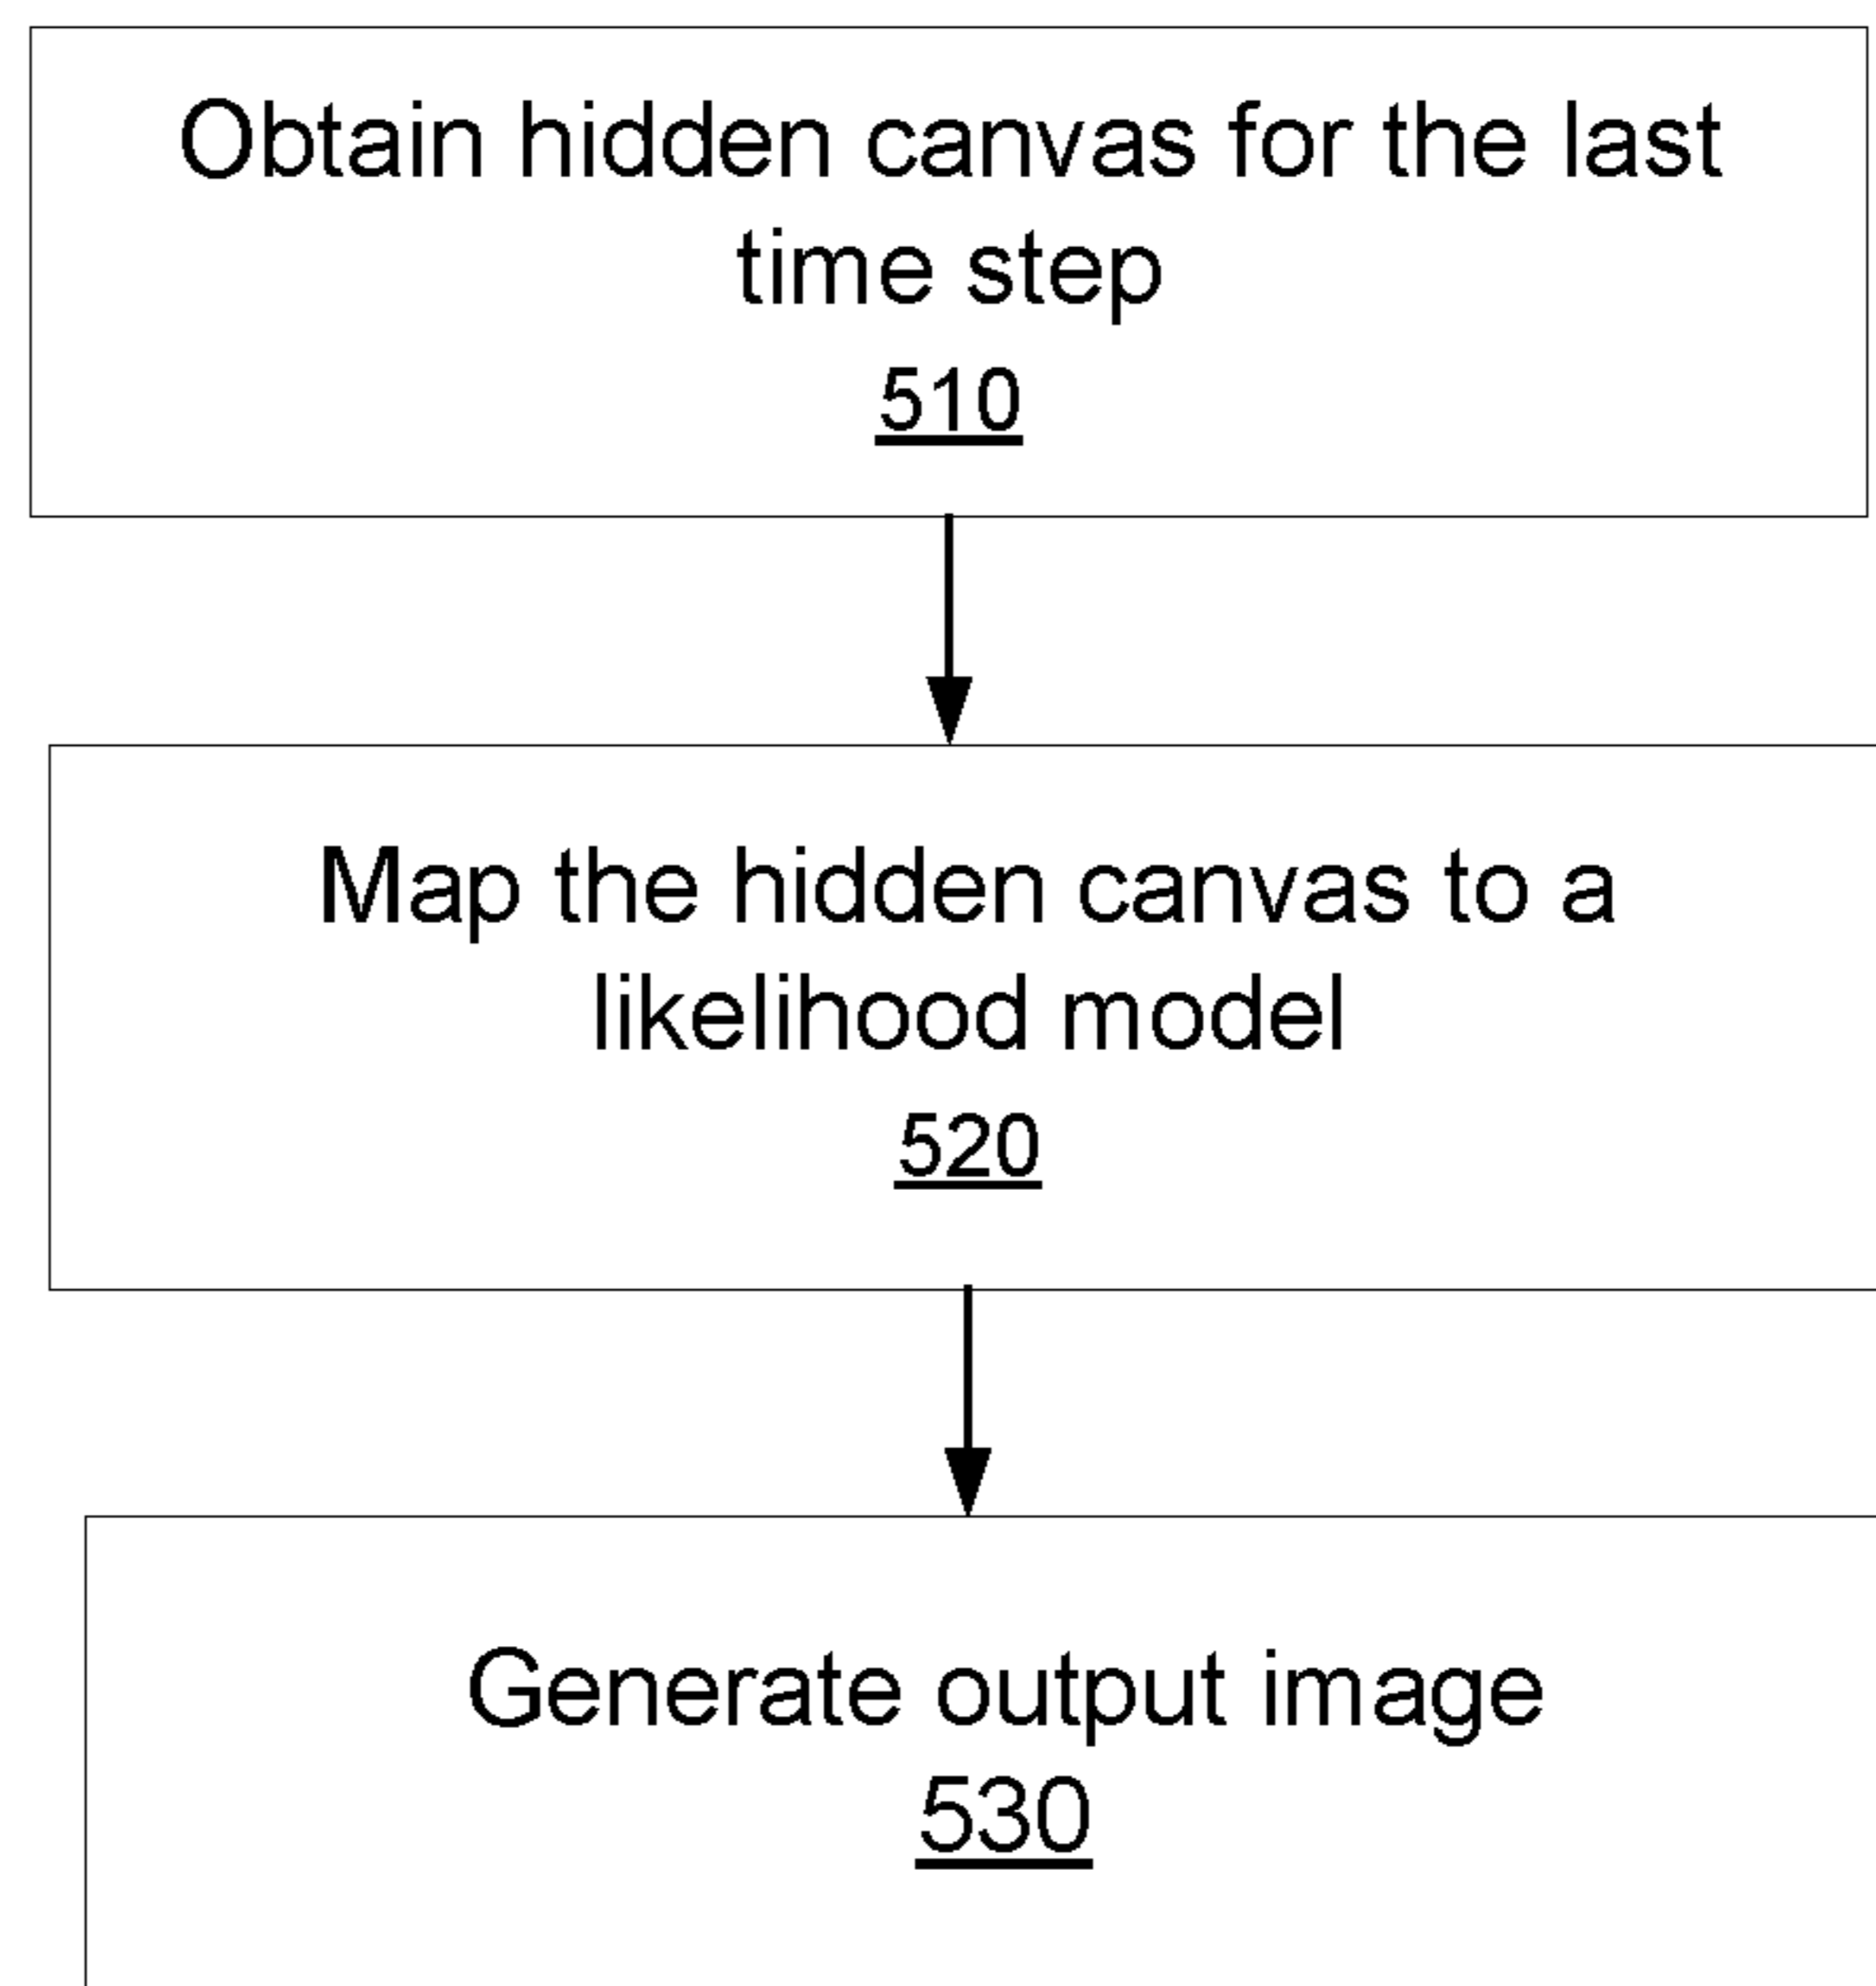 Obtain hidden canvas for the last
time step
510
Map the hidden canvas to a
likelihood model
520
Generate output image
530